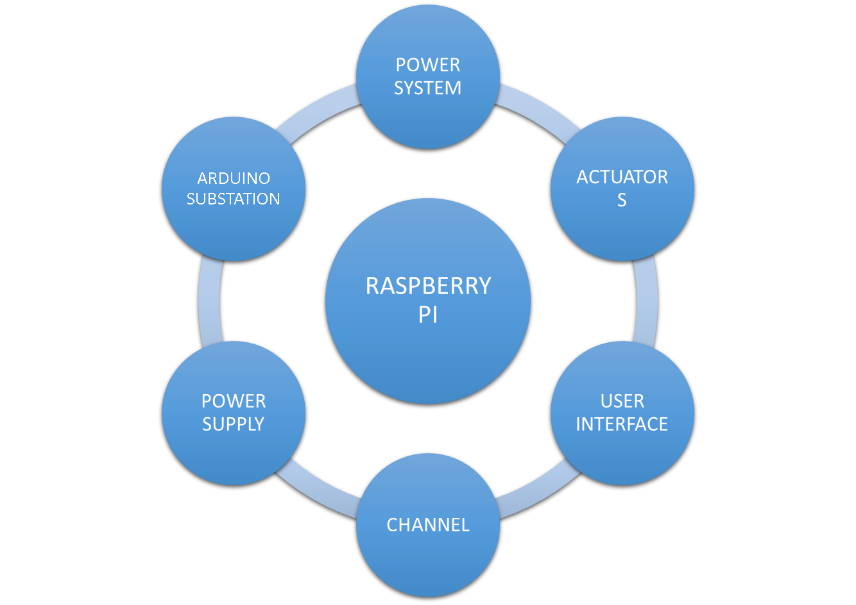 POWER
SYSTEM
ACTUATOR
S
ARDUINO
SUBSTATION
RASPBERRY
PI
POWER
SUPPLY
USER
INTERFACE
CHANNEL